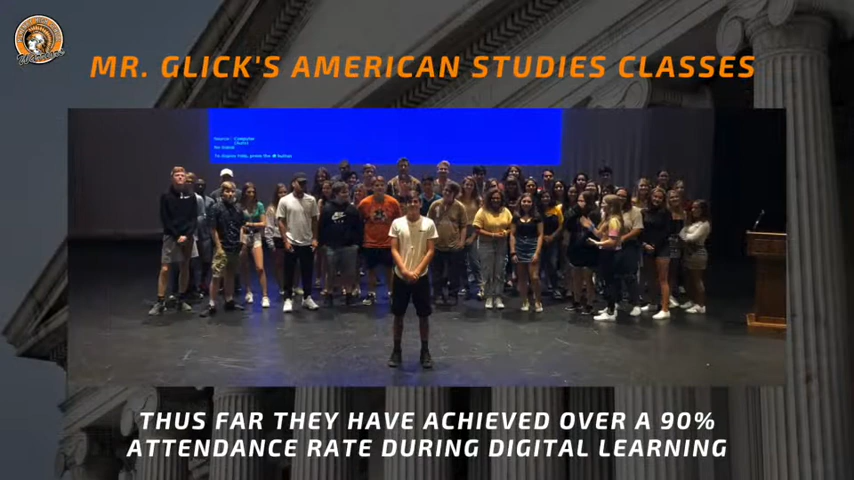 MR. GLICK'S AMERICAN STUDIES CLASSES
THUS FAR THEY HAVE ACHIEVED OVER A 90%
ATTENDANCE RATE DURING DIGITAL LEARNING